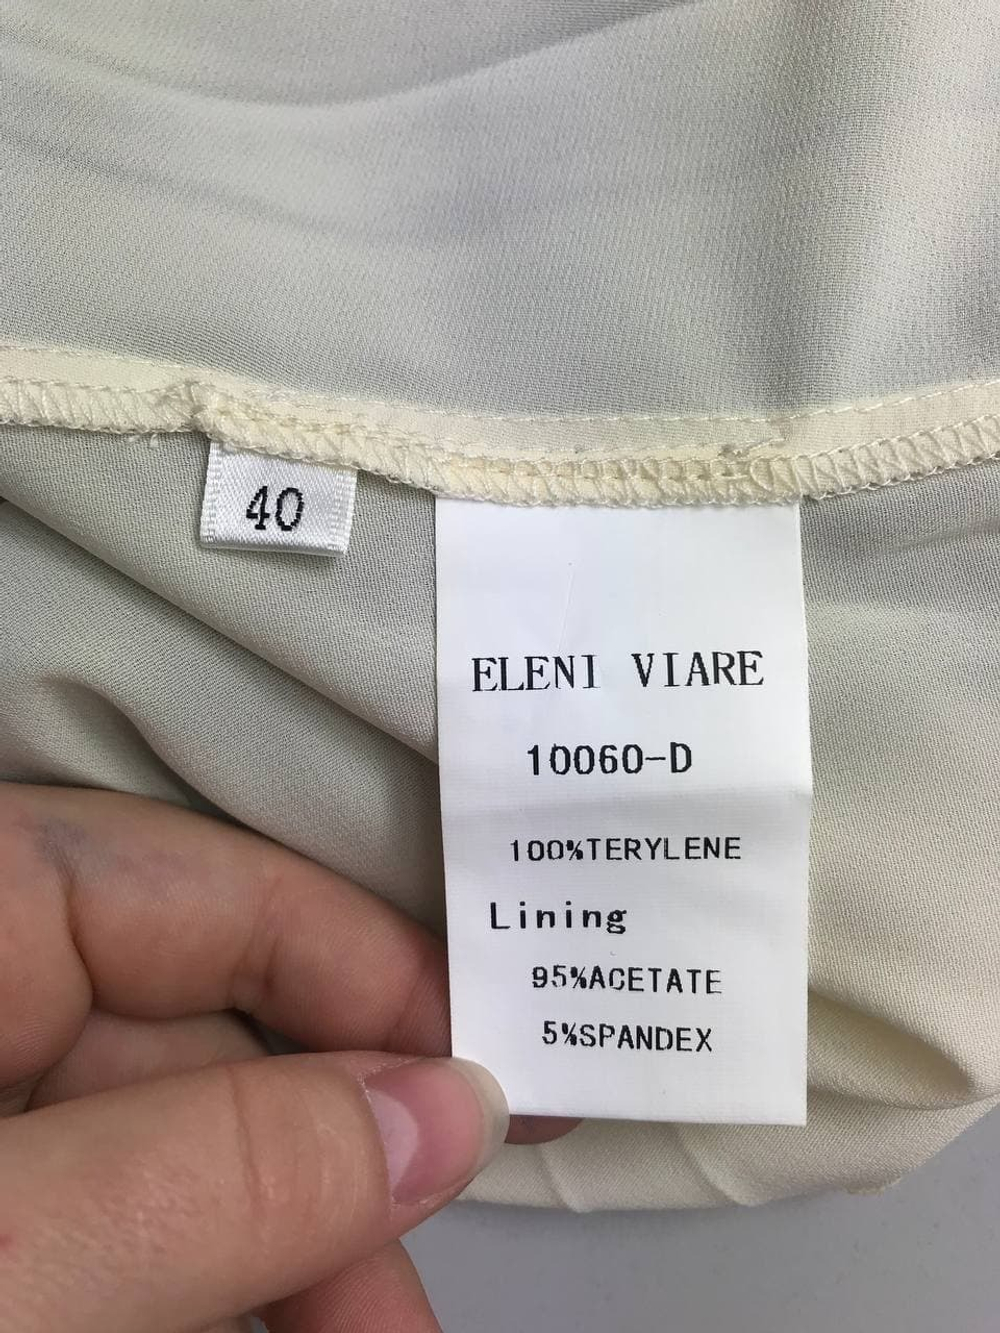 40
ELENI VIARE
10060-D
100%TERYLENE
Lining
95%ACETATE
5%SPANDEX